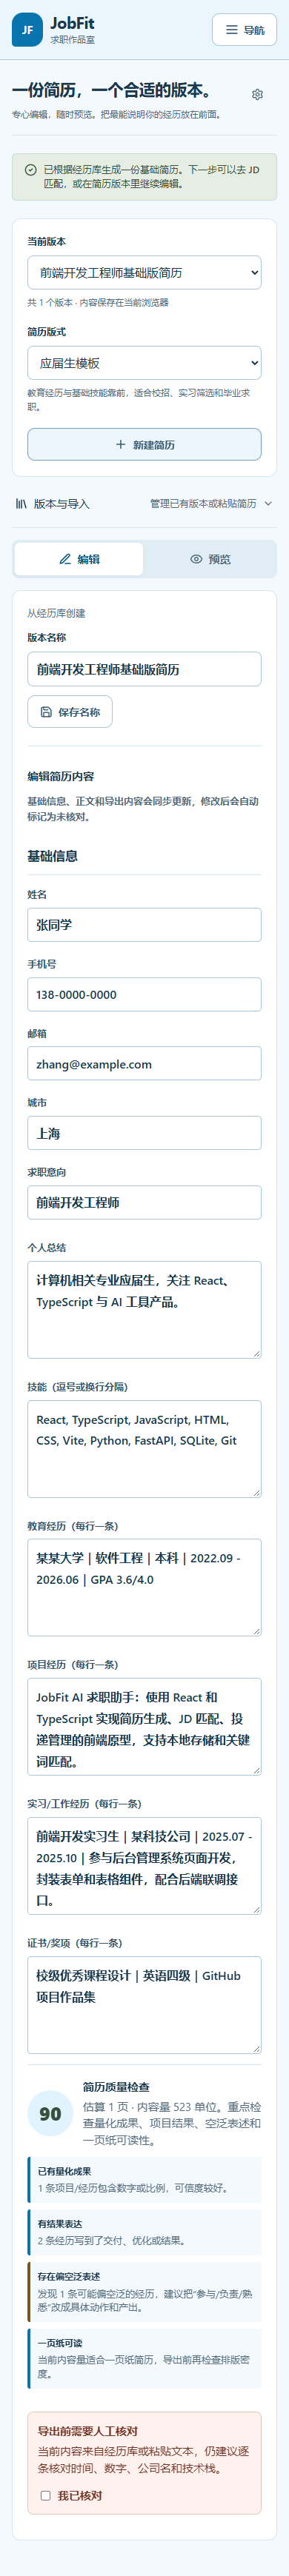 JF
JobFit
求职作品室
导航
一份简历，一个合适的版本。
专心编辑，随时预览。把最能说明你的经历放在前面。
已根据经历库生成一份基础简历。下一步可以去 JD
匹配，或在简历版本里继续编辑。
当前版本
前端开发工程师基础版简历
共 1 个版本 · 内容保存在当前浏览器
简历版式
应届生模板
教育经历与基础技能靠前，适合校招、实习筛选和毕业求
职。
新建简历
版本与导入
管理已有版本或粘贴简历
编辑
预览
从经历库创建
版本名称
前端开发工程师基础版简历
保存名称
编辑简历内容
基础信息、正文和导出内容会同步更新，修改后会自动
标记为未核对。
基础信息
姓名
张同学
手机号
138-0000-0000
邮箱
zhang@example.com
城市
上海
求职意向
前端开发工程师
个人总结
计算机相关专业应届生，关注 React、
TypeScript 与 AI 工具产品。
技能（逗号或换行分隔）
React, TypeScript, JavaScript, HTML,
CSS, Vite, Python, FastAPI, SQLite, Git
教育经历（每行一条）
某某大学｜软件工程｜本科｜2022.09 -
2026.06｜GPA 3.6/4.0
项目经历（每行一条）
JobFit AI 求职助手：使用 React 和
TypeScript 实现简历生成、JD 匹配、投
递管理的前端原型，支持本地存储和关键
词匹配。
实习/工作经历（每行一条）
前端开发实习生｜某科技公司｜2025.07 -
2025.10｜参与后台管理系统页面开发，
封装表单和表格组件，配合后端联调接
口。
证书/奖项（每行一条）
校级优秀课程设计｜英语四级｜GitHub
项目作品集
90
简历质量检查
估算 1 页 · 内容量 523 单位。重点检
查量化成果、项目结果、空泛表述和
一页纸可读性。
已有量化成果
1 条项目/经历包含数字或比例，可信度较好。
有结果表达
2 条经历写到了交付、优化或结果。
存在偏空泛表述
发现 1 条可能偏空泛的经历，建议把“参与/负责/熟
悉”改成具体动作和产出。
一页纸可读
当前内容量适合一页纸简历，导出前再检查排版密
度。
导出前需要人工核对
当前内容来自经历库或粘贴文本，仍建议逐
条核对时间、数字、公司名和技术栈。
我已核对